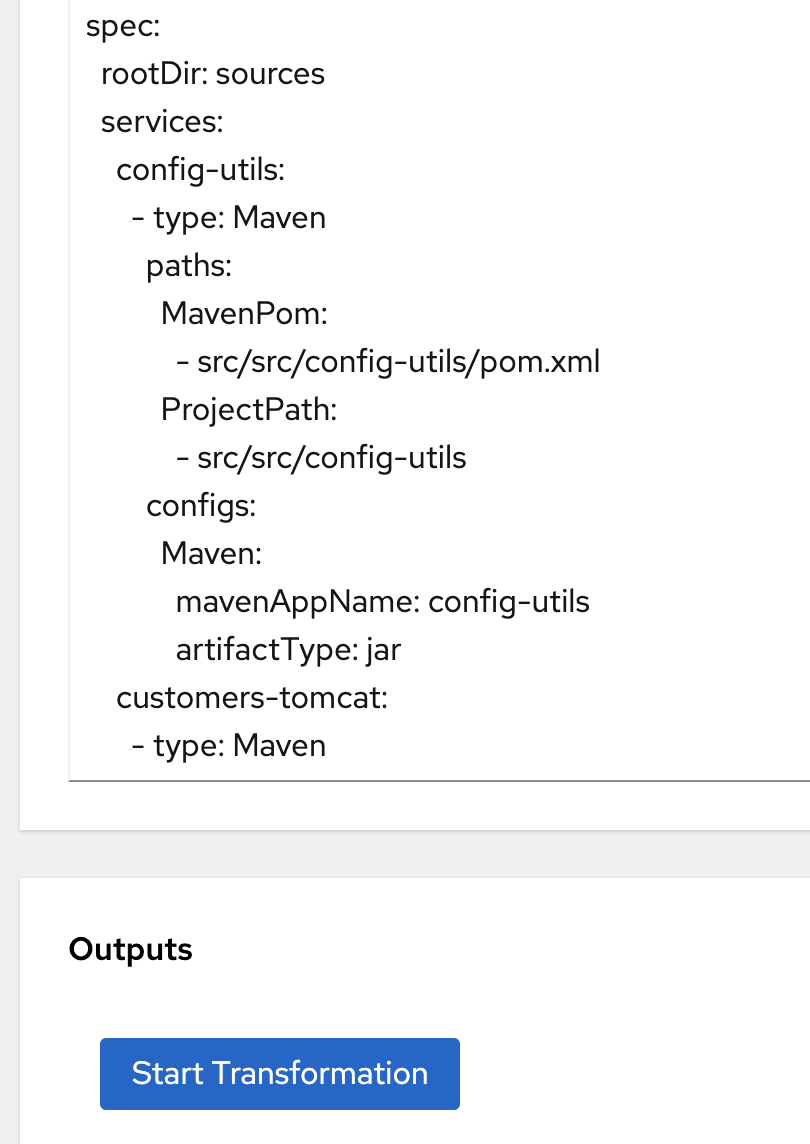 spec:
rootDir: sources
services:
config-utils:
- type: Maven
paths:
MavenPom:
- src/src/config-utils/pom.xml
ProjectPath:
- src/src/config-utils
configs:
Maven:
mavenAppName: config-utils
artifactType: jar
customers-tomcat:
- type: Maven
Outputs
Start Transformation